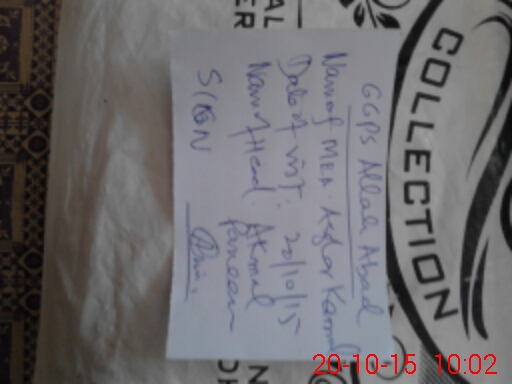 GGPS Allah Abad
Name of MEA: Asghar Kamal
Date of visit: 20/10/15
Name of Head: Akmal
Parveen
SIGN
COLLECTION
20-10-15 10:02